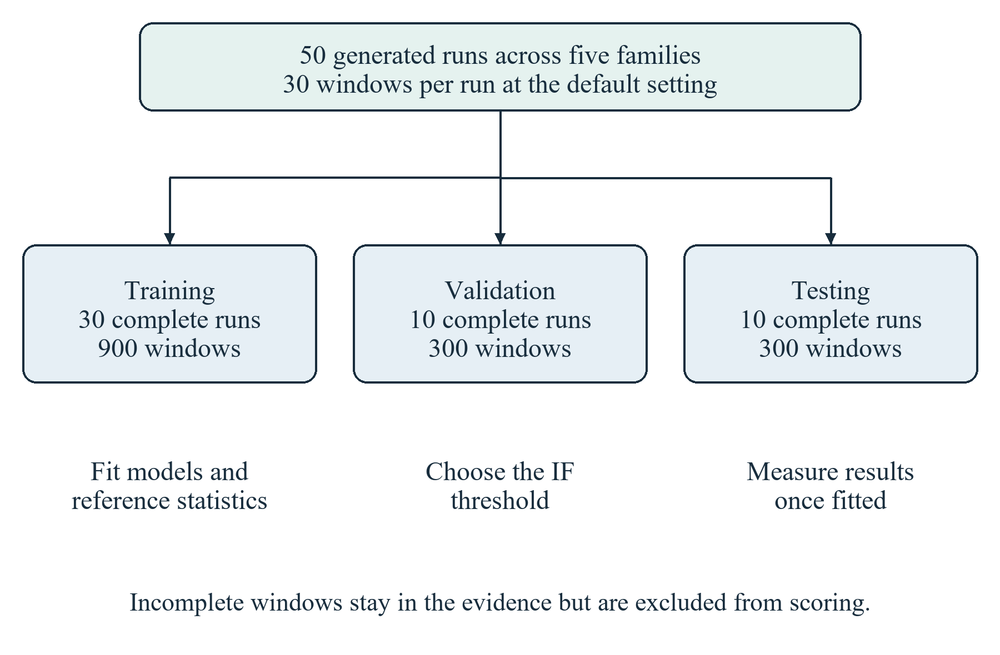 50 generated runs across five families
30 windows per run at the default setting
Training
30 complete runs
900 windows
Validation
10 complete runs
300 windows
Testing
10 complete runs
300 windows
Fit models and
reference statistics
Choose the IF
threshold
Measure results
once fitted
Incomplete windows stay in the evidence but are excluded from scoring.